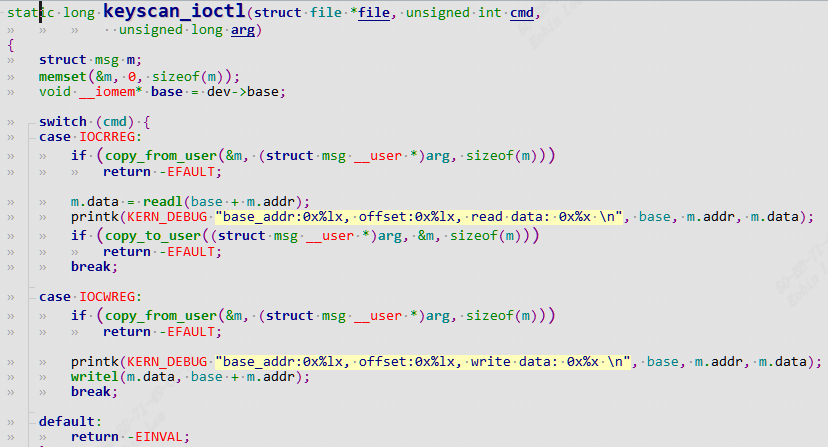 static long keyscan_ioctl(struct file *file, unsigned int cmd,
unsigned long arg)
{
struct msg m;
memset(&m, 0, sizeof(m));
void __iomem* base = dev->base;
switch (cmd) {
case IOCRREG:
if (copy_from_user(&m, (struct msg __user *)arg, sizeof(m)))
return -EFAULT;
m.data = readl(base + m.addr);
printk(KERN_DEBUG "base_addr:0x%lx, offset:0x%lx, read data: 0x%x \n", base, m.addr, m.data);
if (copy_to_user((struct msg __user *)arg, &m, sizeof(m)))
return -EFAULT;
break;
case IOCWREG:
if (copy_from_user(&m, (struct msg __user *)arg, sizeof(m)))
return -EFAULT;
printk(KERN_DEBUG "base_addr:0x%lx, offset:0x%lx, write data: 0x%x \n", base, m.addr, m.data);
writel(m.data, base + m.addr);
break;
default:
return -EINVAL;